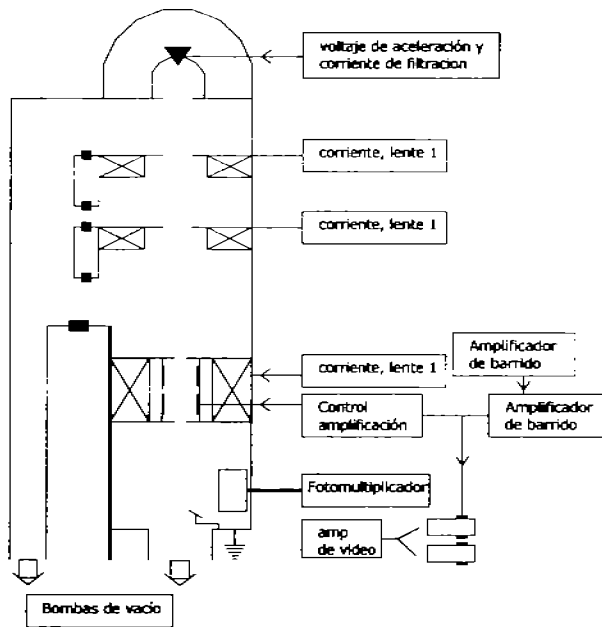 voltaje de aceleración y
corriente de filtracion
corriente, lente 1
corriente, lente 1
Amplificador
de barrido
corriente, lente 1
Control
amplificación
Amplificador
de barrido
Fotomultiplicador
amp
de video
Bombas de vacio